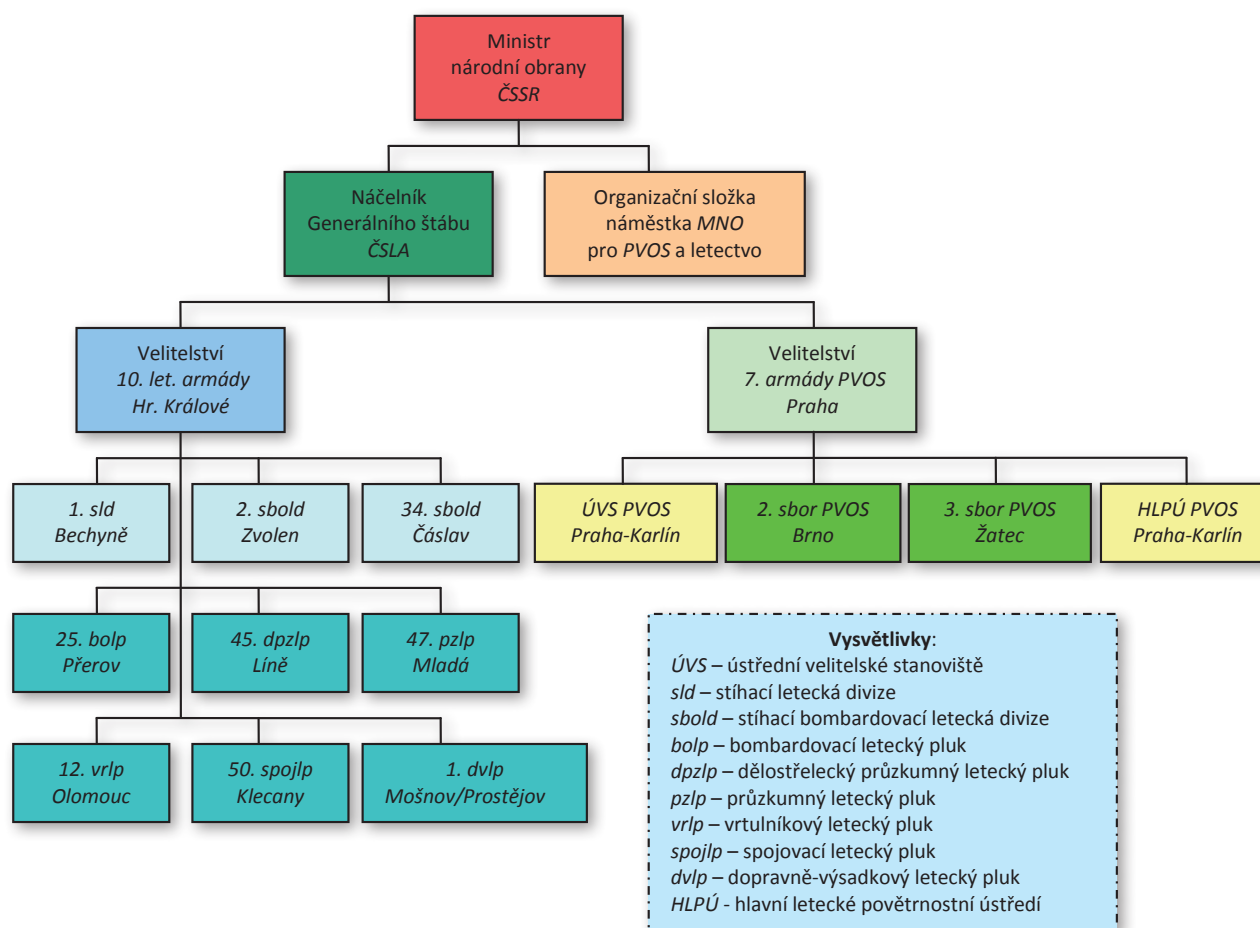 Ministr
národní obrany
ČSSR
Náčelník
Generálního štábu
ČSLA
Organizační složka
náměstka MNO
pro PVOS a letectvo
Velitelství
10. let. armády
Hr. Králové
Velitelství
7. armády PVOS
Praha
1. sld
Bechyně
2. sbold
Zvolen
34. sbold
Čáslav
ÚVS PVOS
Praha-Karlín
2. sbor PVOS
Brno
3. sbor PVOS
Žatec
HLPÚ PVOS
Praha-Karlín
25. bolp
Přerov
45. dpzlp
Líně
47. pzlp
Mladá
12. vrlp
Olomouc
50. spojlp
Klecany
1. dvlp
Mošnov/Prostějov
Vysvětlivky:
ÚVS – ústřední velitelské stanoviště
sld – stíhací letecká divize
sbold – stíhací bombardovací letecká divize
bolp – bombardovací letecký pluk
dpzlp – dělostřelecký průzkumný letecký pluk
pzlp – průzkumný letecký pluk
vrlp – vrtulníkový letecký pluk
spojlp – spojovací letecký pluk
dvlp – dopravně-výsadkový letecký pluk
HLPÚ - hlavní letecké povětrnostní ústředí